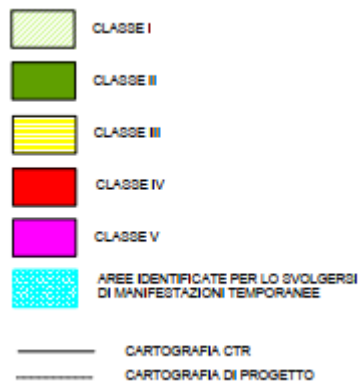 CLASSE I
CLASSE II
CLASSE III
CLASSE IV
CLASSE V
AREE IDENTIFICATE PER LO SVOLGERSI
DI MANIFESTAZIONI TEMPORANEE
CARTOGRAFIA CTR
CARTOGRAFIA DI PROGETTO